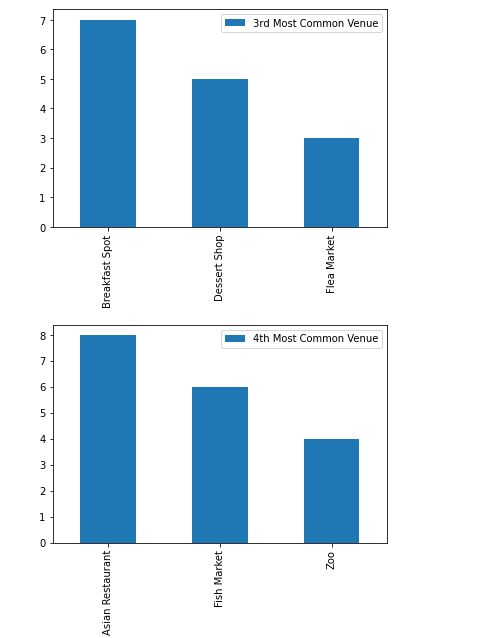 3rd Most Common Venue
7
6
5
4
3
2
1
0
Breakfast Spot
Dessert Shop
Flea Market
4th Most Common Venue
8
7
6
5
4
3
2
1
0
Asian Restaurant
Fish Market
Zoo